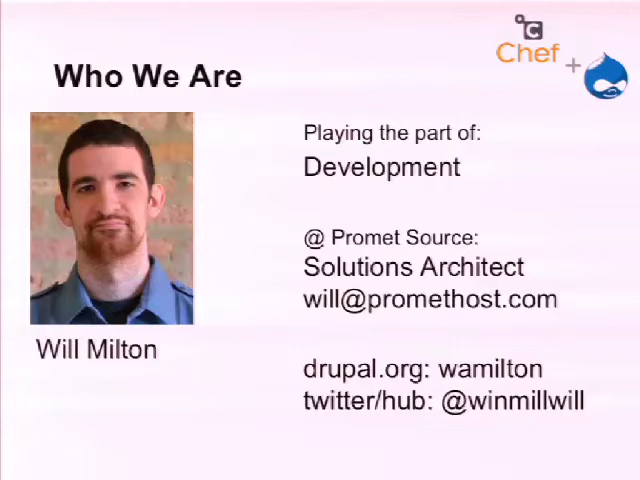 Chef
+
Who We Are
Playing the part of:
Development
@ Promet Source:
Solutions Architect
will@promethost.com
Will Milton
drupal.org: wamilton
twitter/hub: @winmillwill